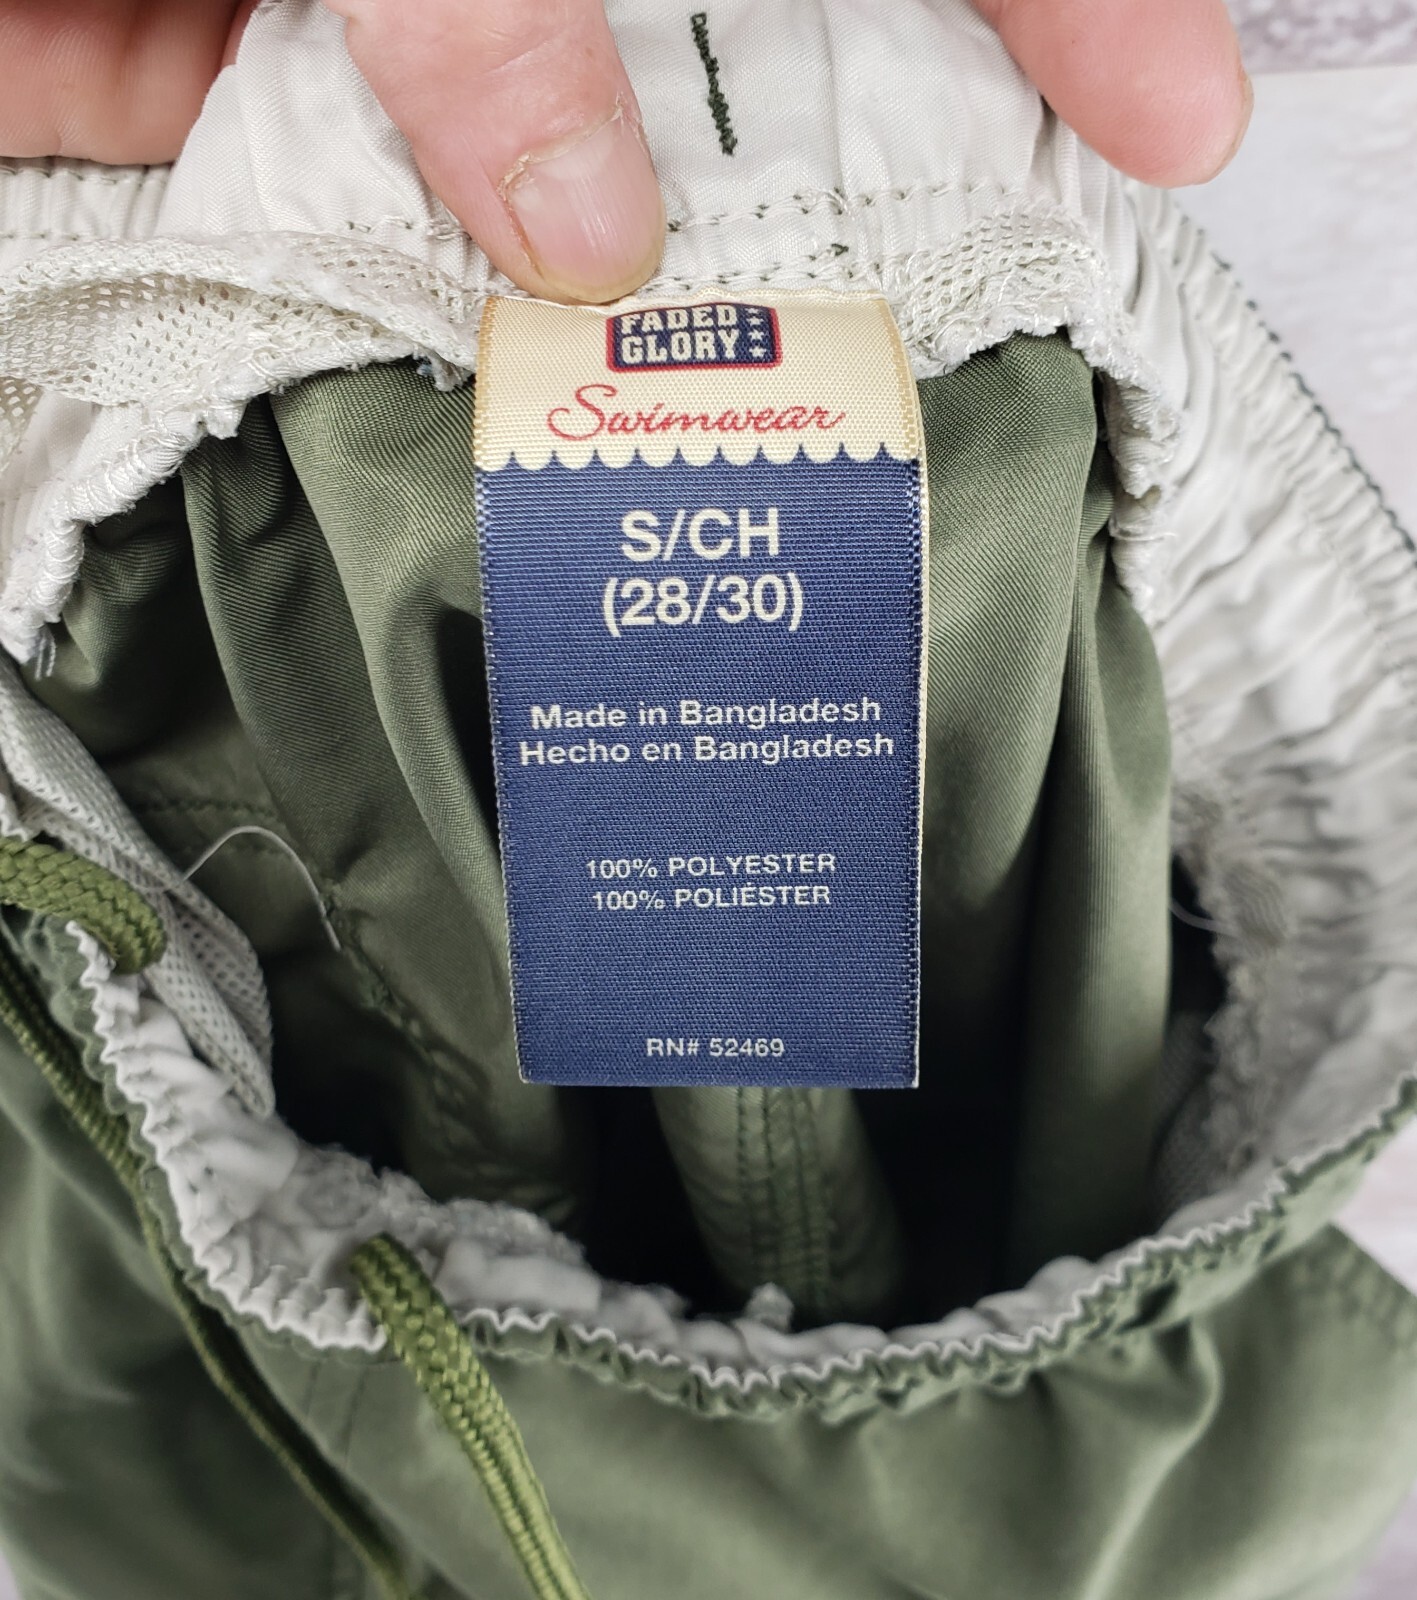 FADED
GLORY
Swimwear
S/CH
(28/30)
Made in Bangladesh
Hecho en Bangladesh
100% POLYESTER
100% POLIÉSTER
RN# 52469